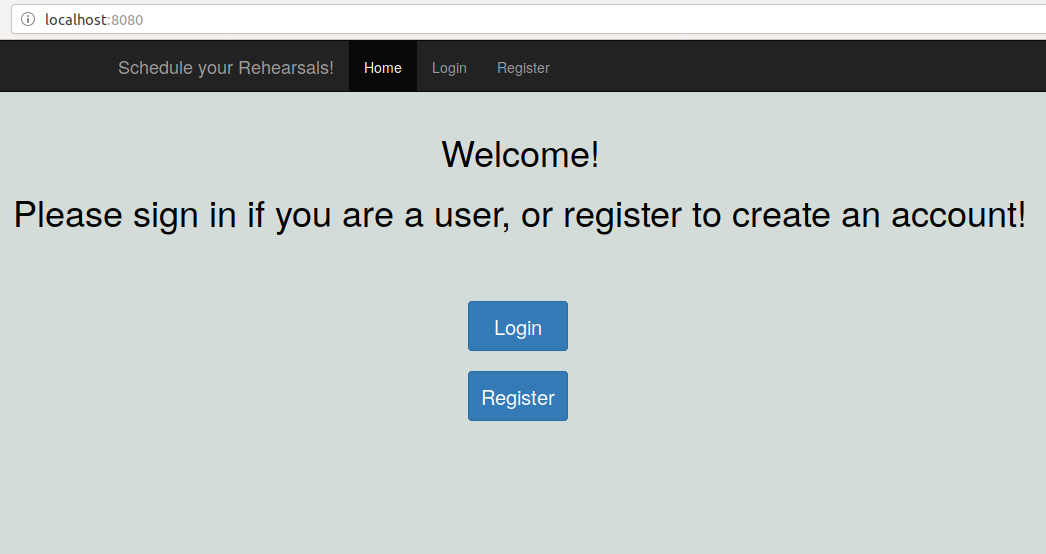 localhost:8080
Schedule your Rehearsals! Home Login Register
Welcome!
Please sign in if you are a user, or register to create an account!
Login
Register